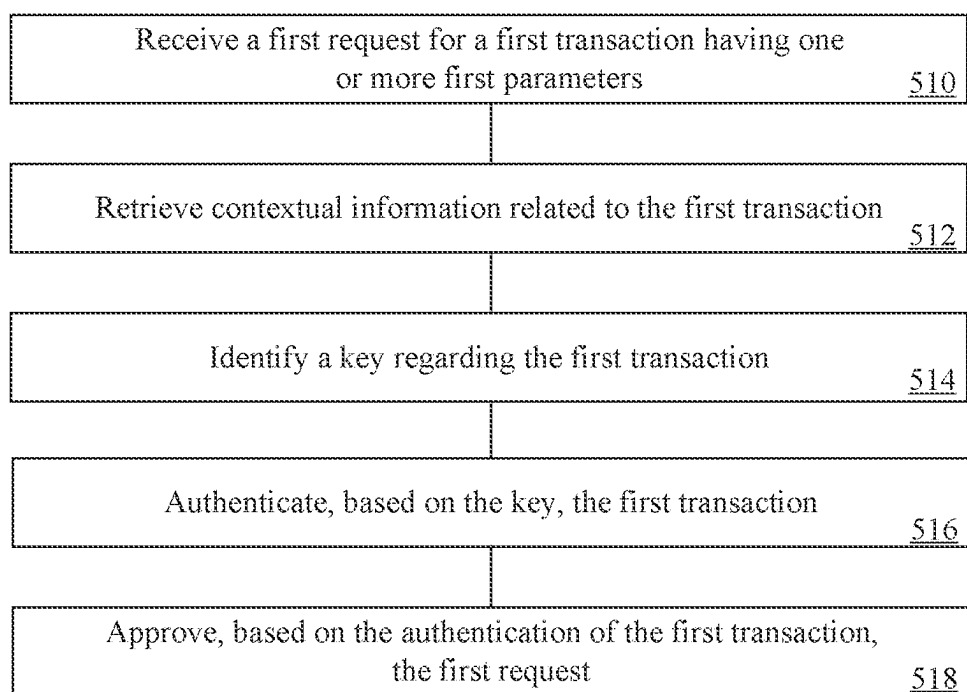 Receive a first request for a first transaction having one
or more first parameters
510
Retrieve contextual information related to the first transaction
512
Identify a key regarding the first transaction
514
Authenticate, based on the key, the first transaction
516
Approve, based on the authentication of the first transaction,
the first request
518